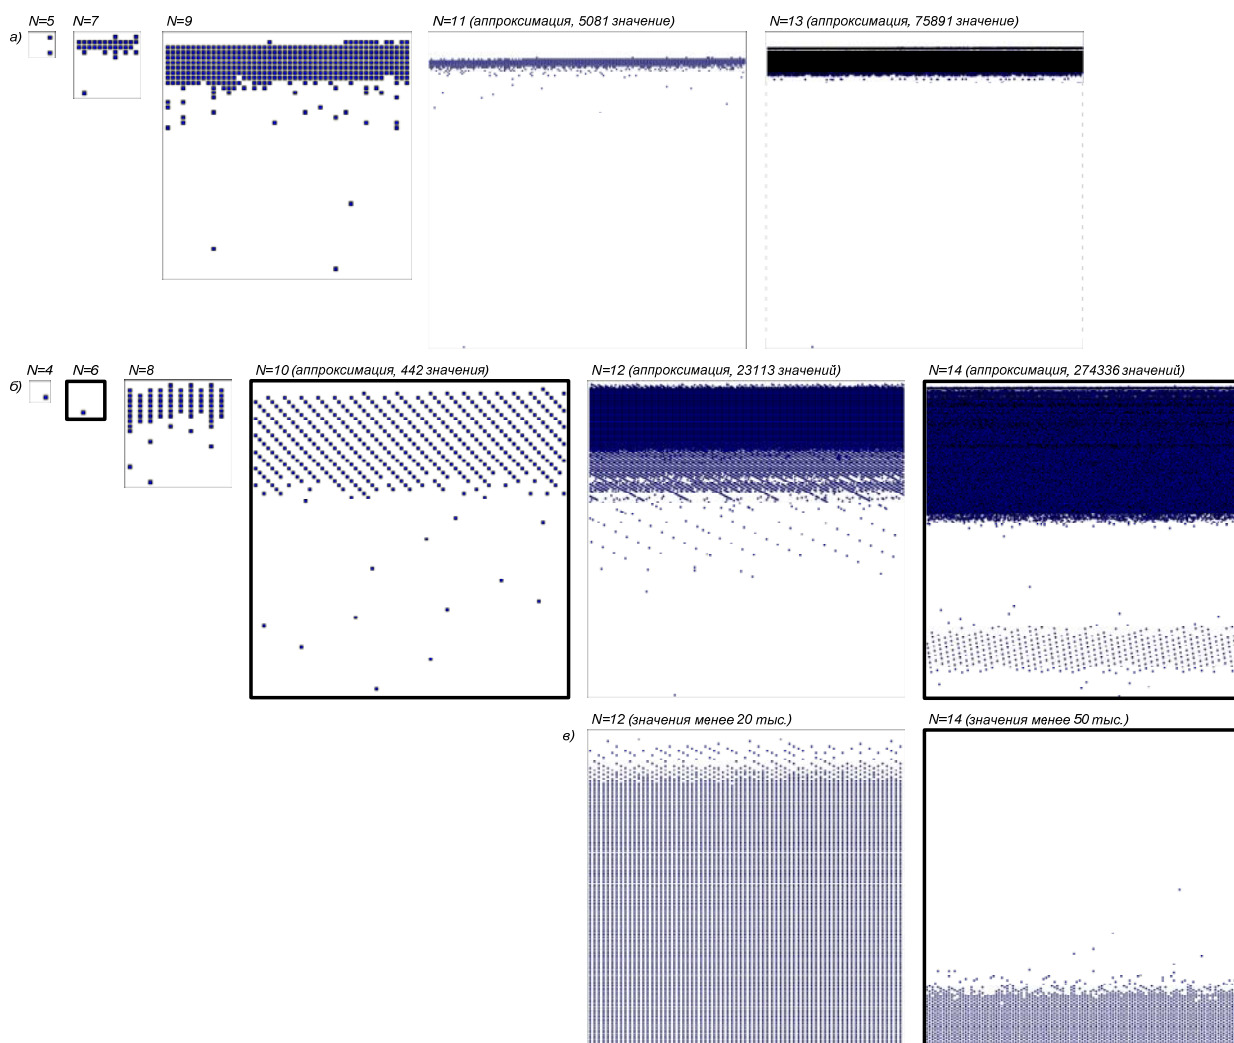 N=5 N=7 N=9 N=11 (аппроксимация, 5081 значение) N=13 (аппроксимация, 75891 значение)
а)
N=4 N=6 N=8 N=10 (аппроксимация, 442 значения) N=12 (аппроксимация, 23113 значений) N=14 (аппроксимация, 274336 значений)
б)
N=12 (значения менее 20 тыс.) N=14 (значения менее 50 тыс.)
в)